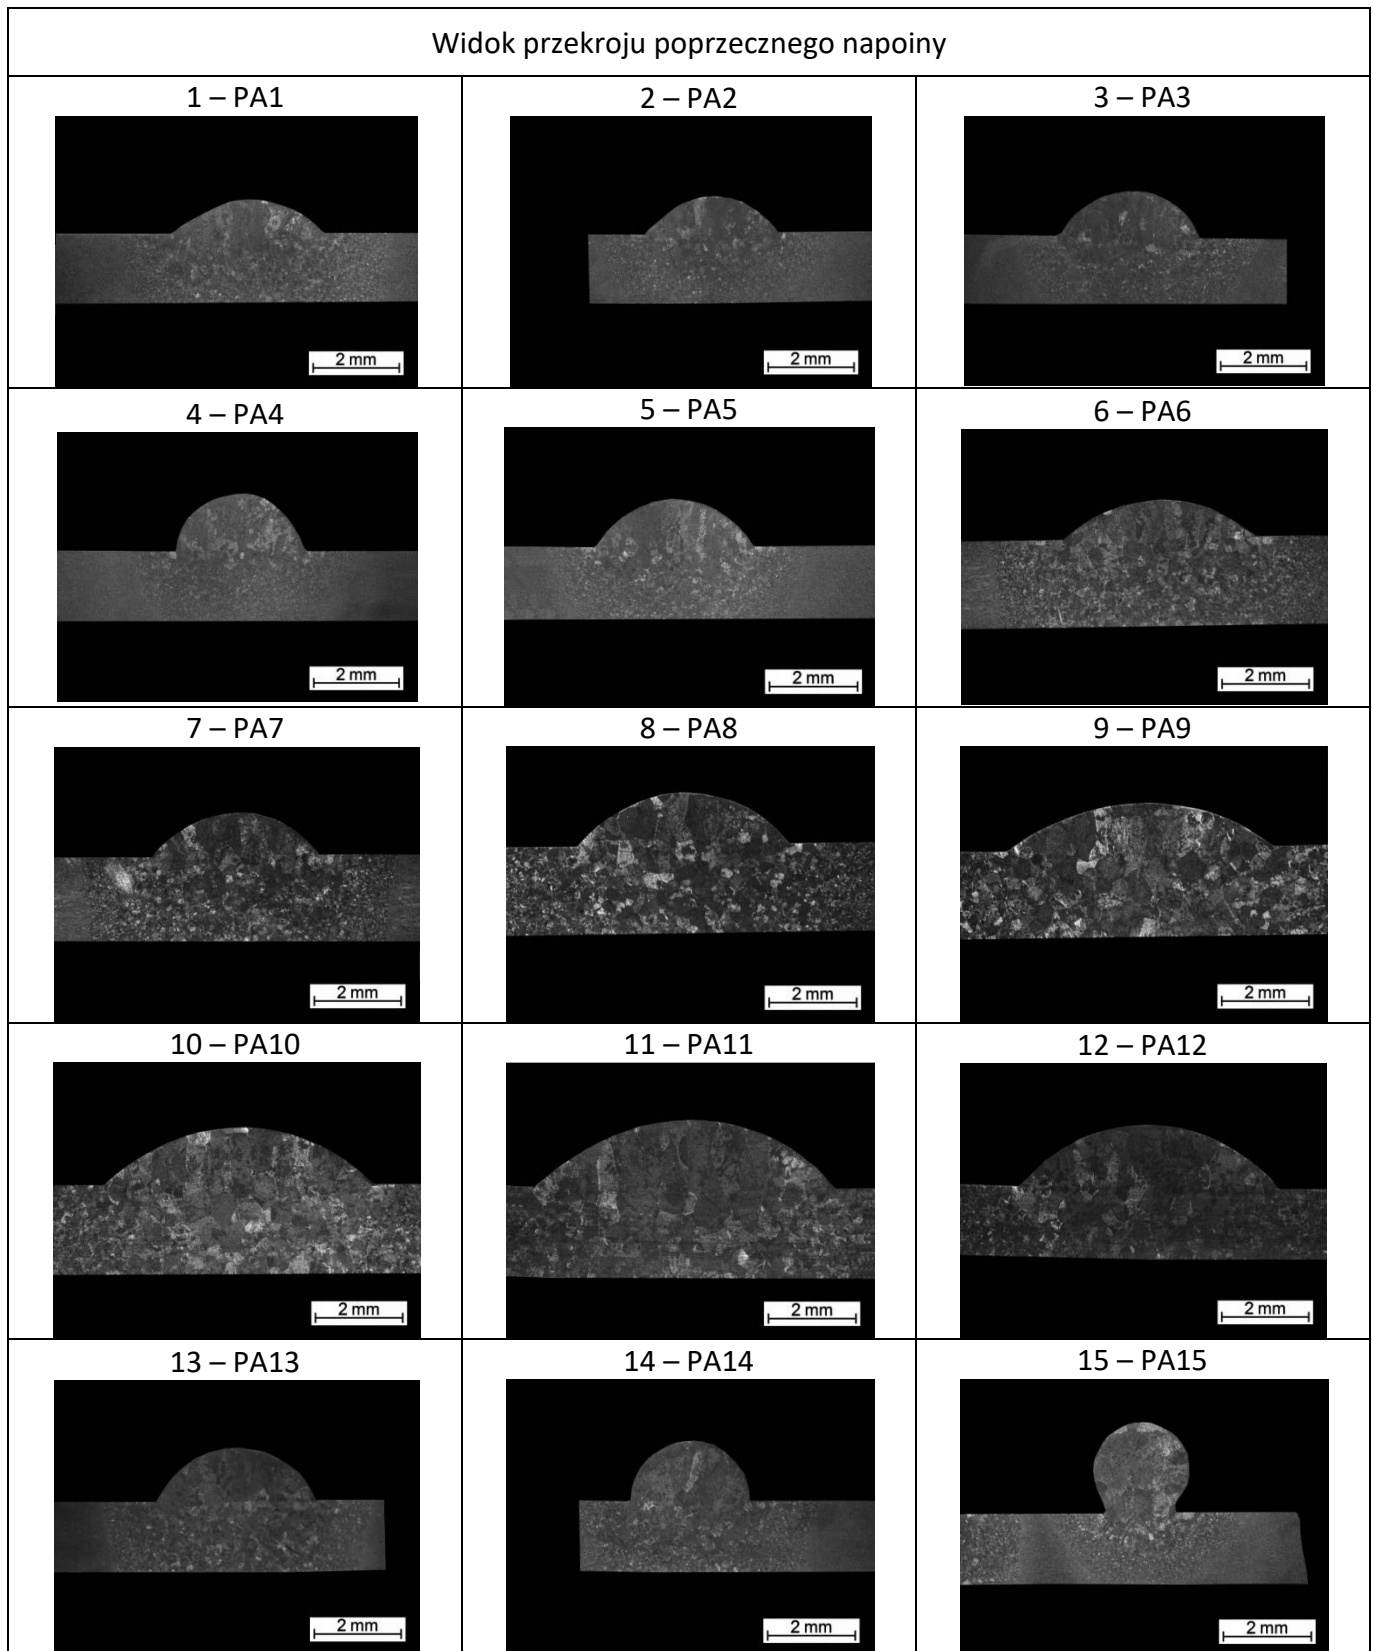 Widok przekroju poprzecznego napoiny
1 – PA1
2 – PA2
3 – PA3
2 mm
2 mm
2 mm
4 – PA4
5 – PA5
6 – PA6
2 mm
2 mm
2 mm
7 – PA7
8 – PA8
9 – PA9
2 mm
2 mm
2 mm
10 – PA10
11 – PA11
12 – PA12
2 mm
2 mm
2 mm
13 – PA13
14 – PA14
15 – PA15
2 mm
2 mm
2 mm